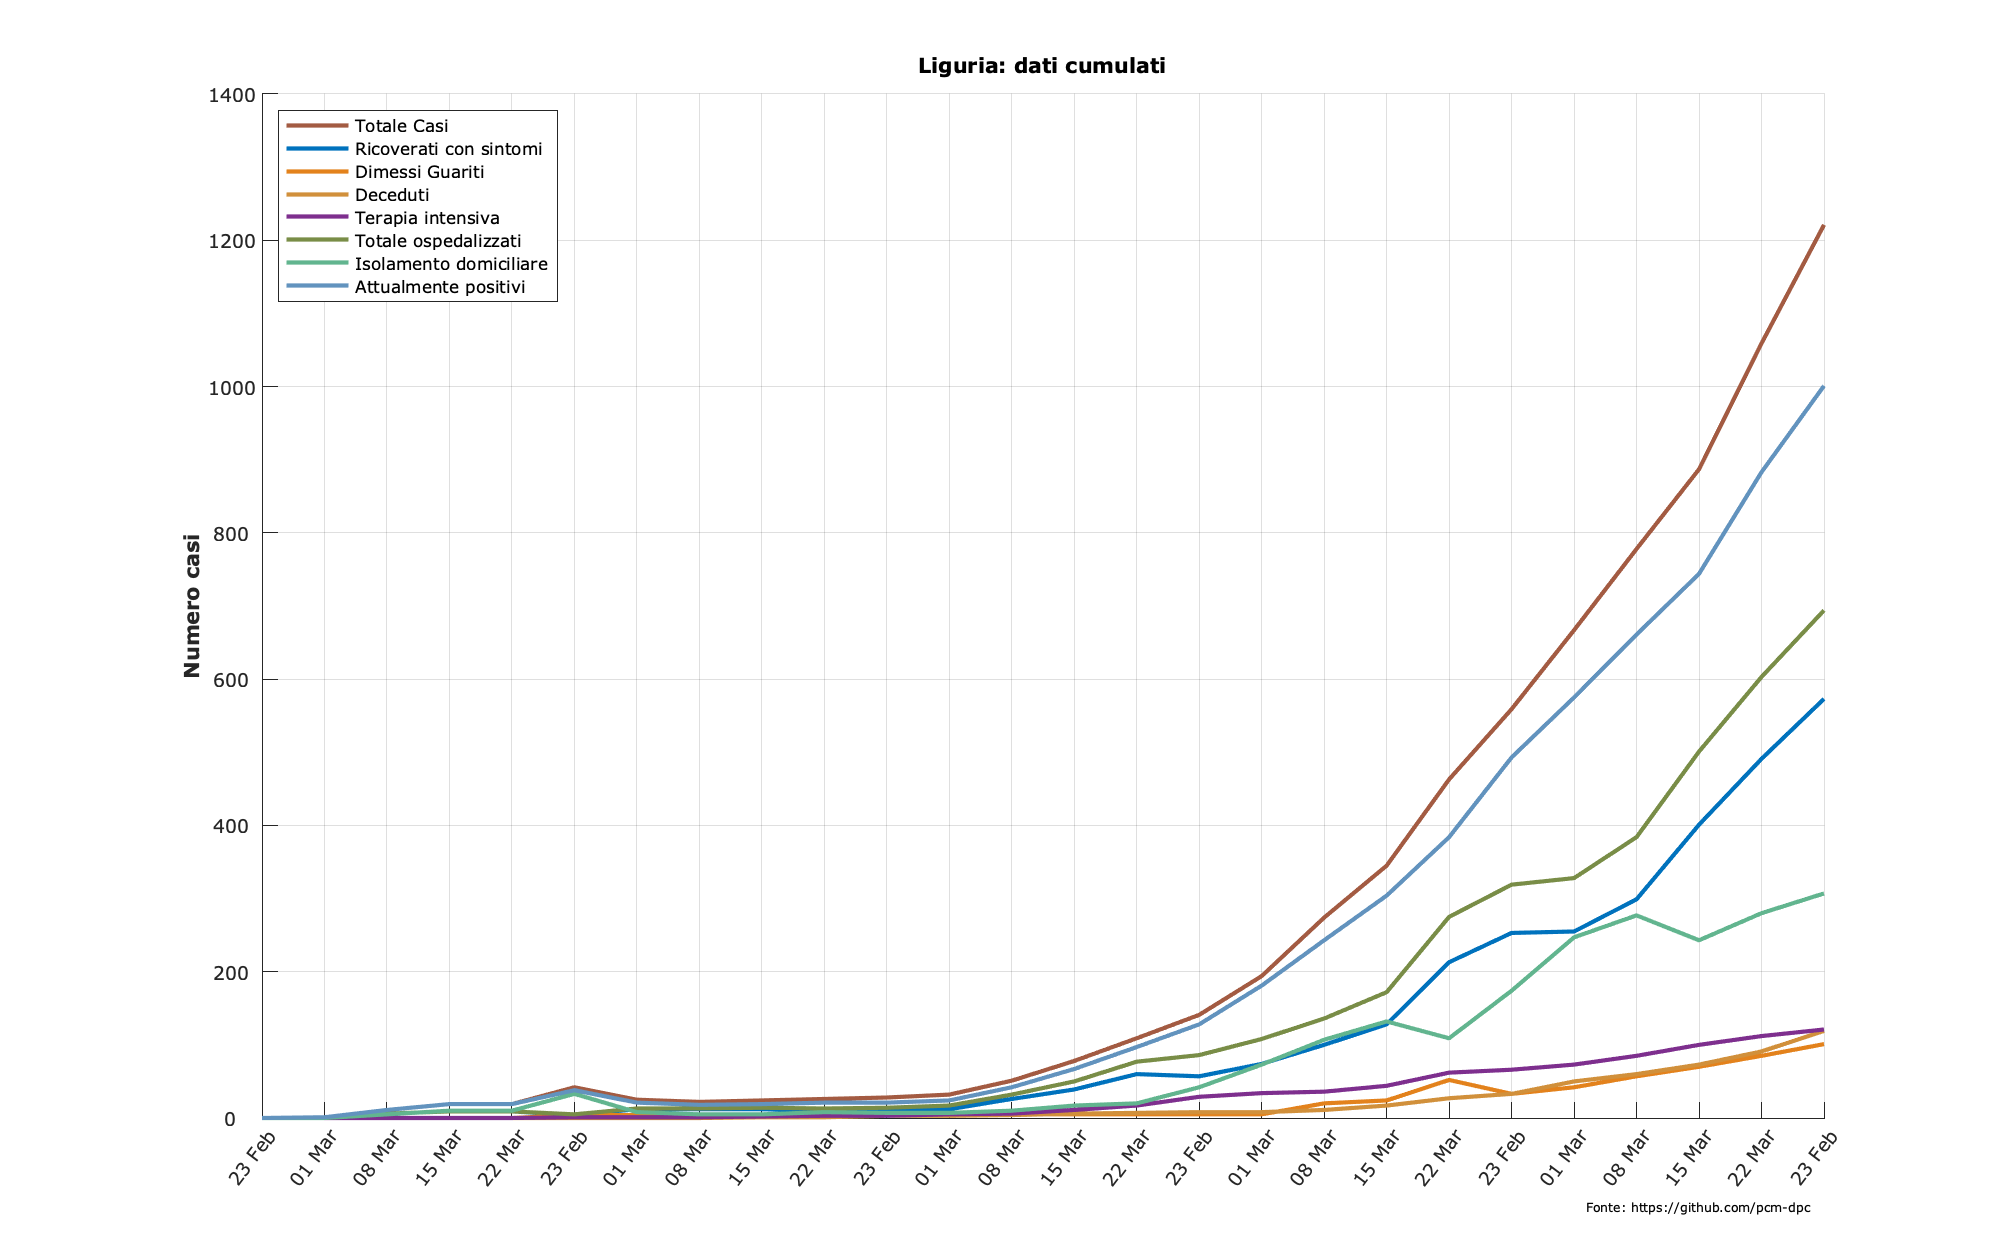 Liguria: dati cumulati
1400
1200
1000
800
600
400
200
0
Numero casi
Totale Casi
Ricoverati con sintomi
Dimessi Guariti
Deceduti
Terapia intensiva
Totale ospedalizzati
Isolamento domiciliare
Attualmente positivi
23 Feb
01 Mar
08 Mar
15 Mar
22 Mar
23 Feb
01 Mar
08 Mar
15 Mar
22 Mar
23 Feb
01 Mar
08 Mar
15 Mar
22 Mar
23 Feb
01 Mar
08 Mar
15 Mar
22 Mar
23 Feb
01 Mar
08 Mar
15 Mar
22 Mar
23 Feb
Fonte: https://github.com/pcm-dpc